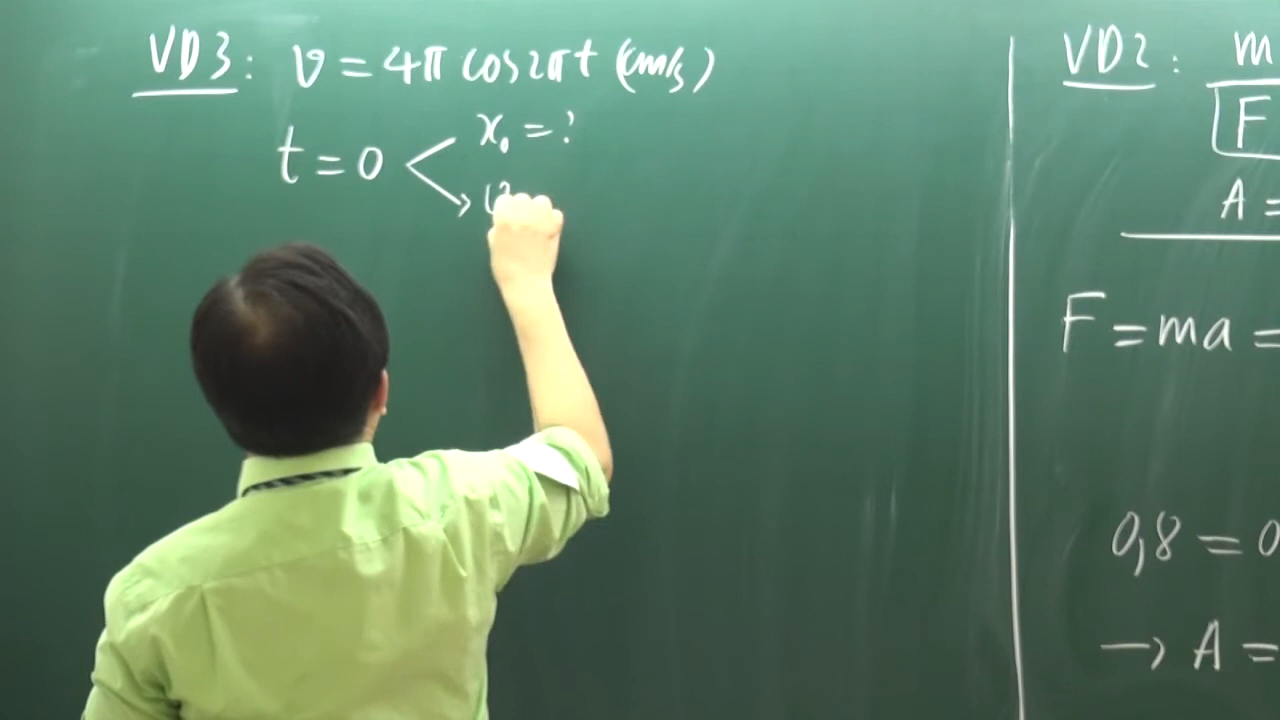 VD3: v = 4π cos2πt (cm/s)
t = 0
x₀ = ?
VD2: m
F
A =
F = ma =
0,8 = 0
→ A =